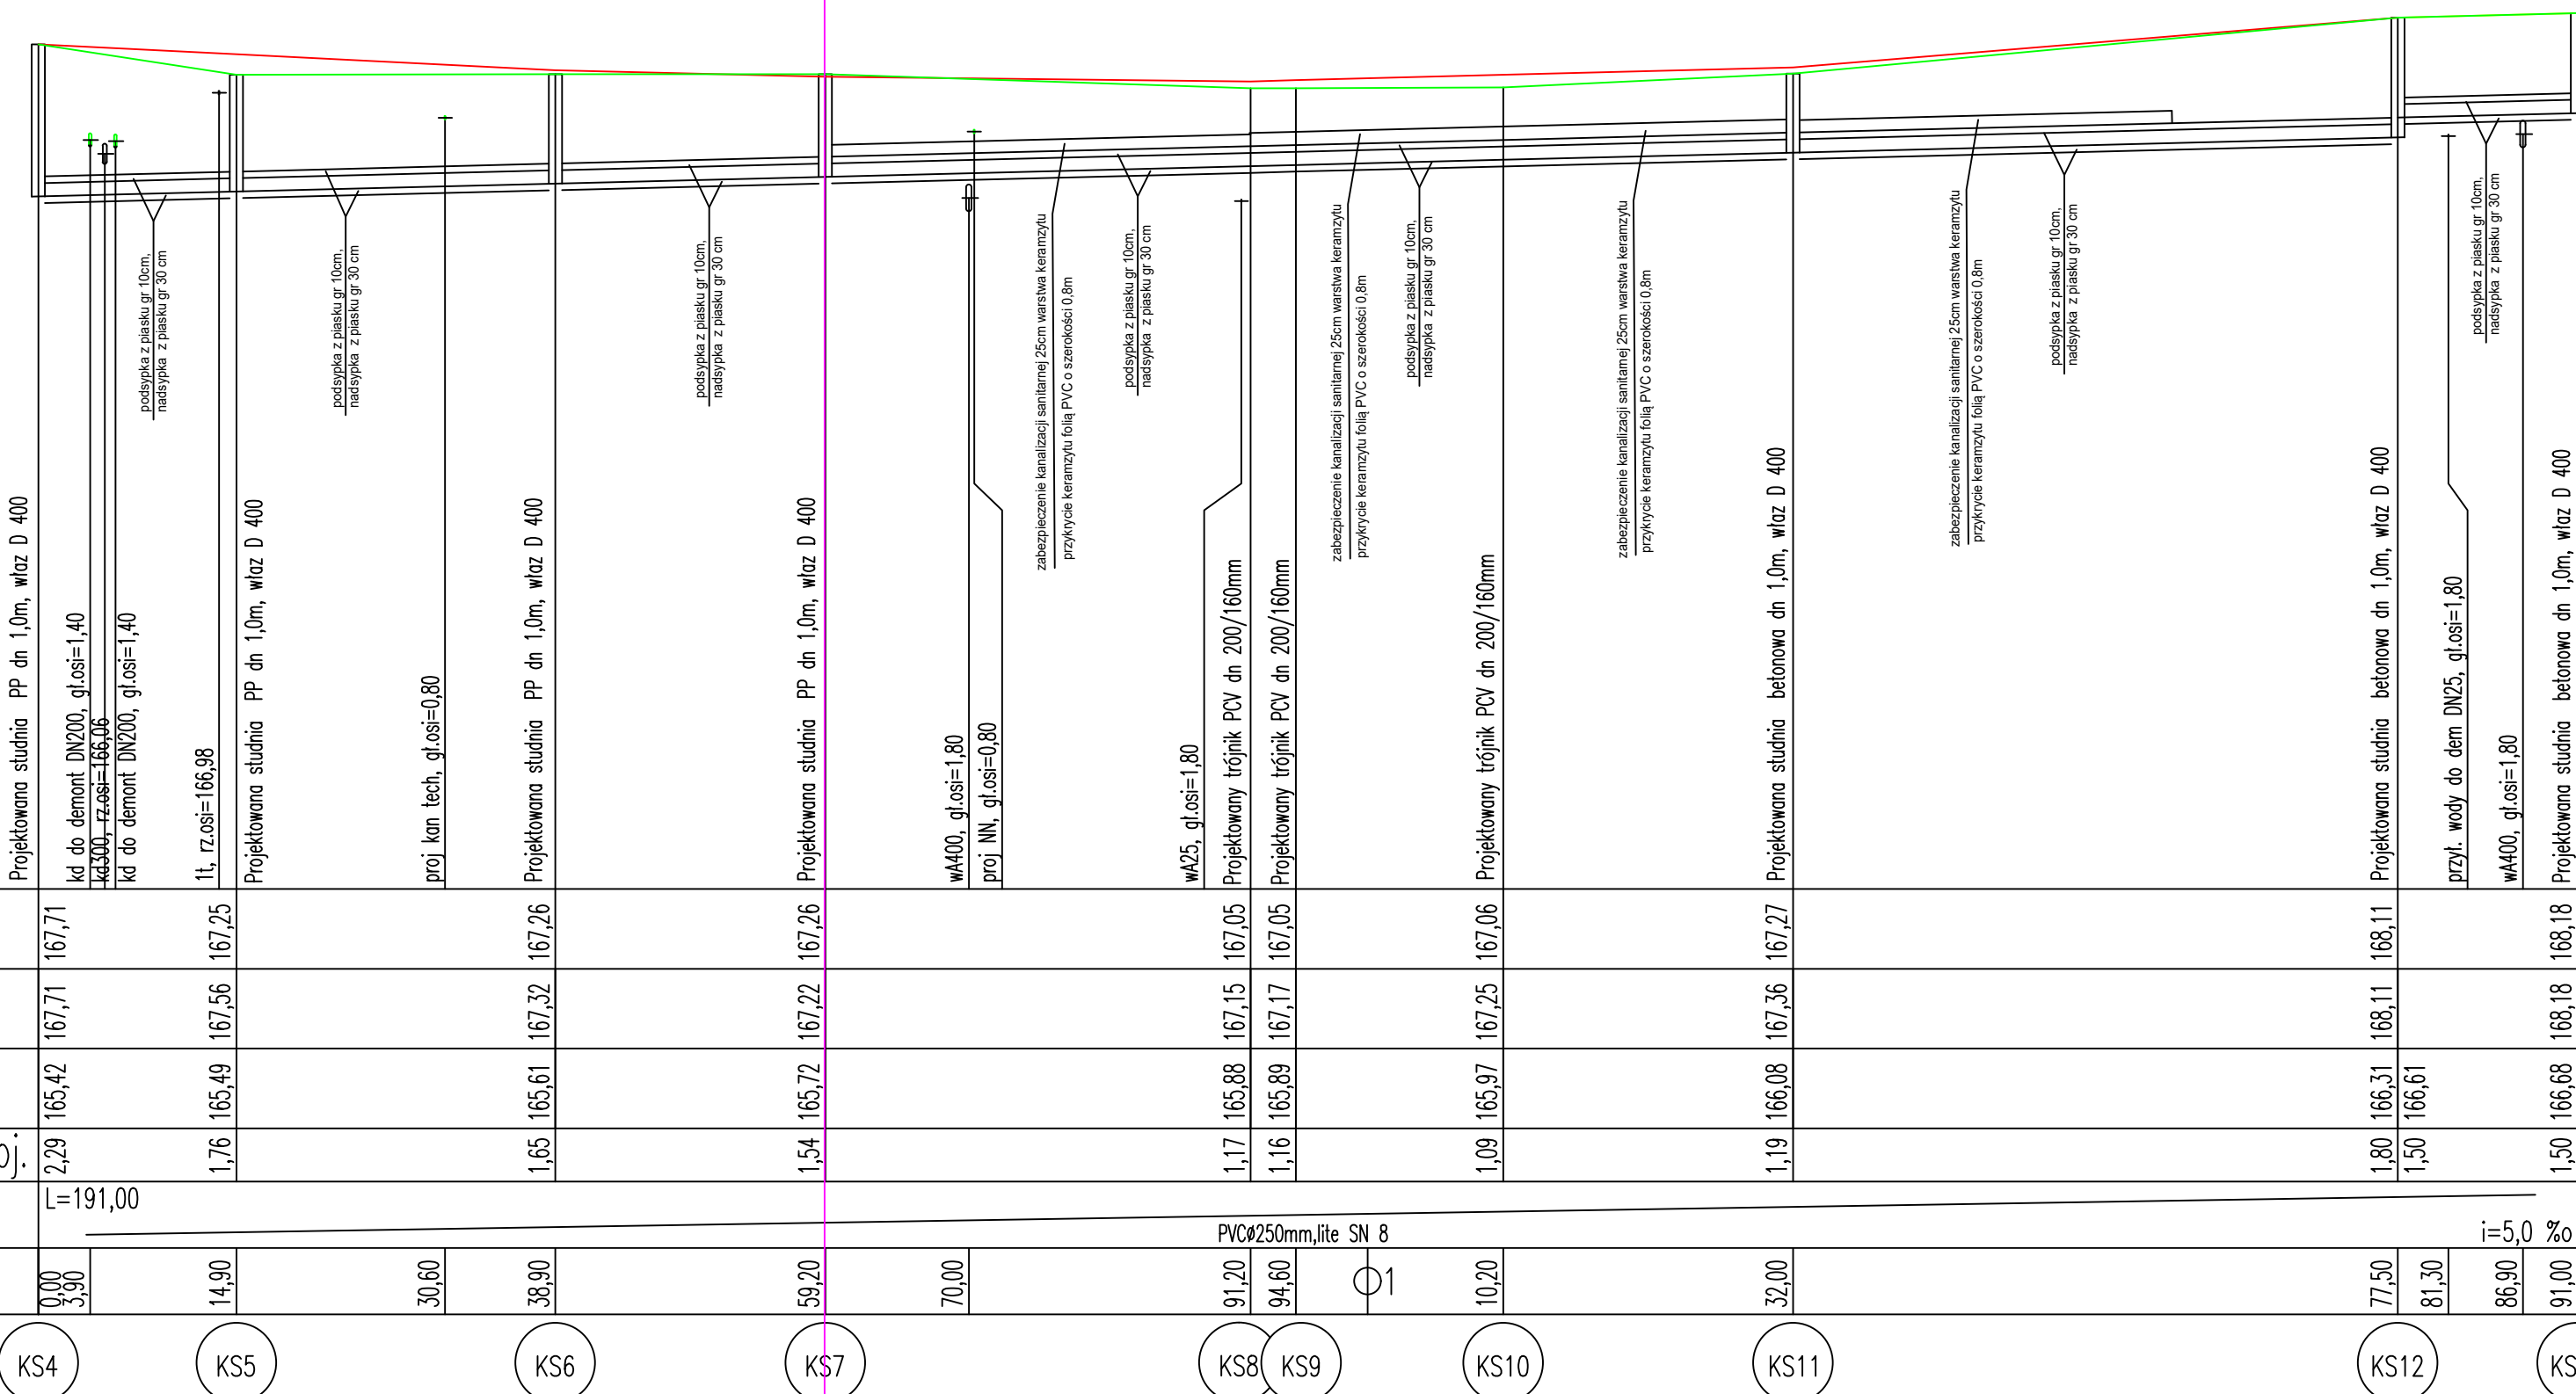 podsypka z piasku gr 10cm,
nadsypka z piasku gr 30 cm
podsypka z piasku gr 10cm,
nadsypka z piasku gr 30 cm
podsypka z piasku gr 10cm,
nadsypka z piasku gr 30 cm
zabezpieczenie kanalizacji sanitarnej 25cm warstwa keramzytu
przykrycie keramzytu folią PVC o szerokości 0,8m
podsypka z piasku gr 10cm,
nadsypka z piasku gr 30 cm
zabezpieczenie kanalizacji sanitarnej 25cm warstwa keramzytu
przykrycie keramzytu folią PVC o szerokości 0,8m
podsypka z piasku gr 10cm,
nadsypka z piasku gr 30 cm
zabezpieczenie kanalizacji sanitarnej 25cm warstwa keramzytu
przykrycie keramzytu folią PVC o szerokości 0,8m
zabezpieczenie kanalizacji sanitarnej 25cm warstwa keramzytu
przykrycie keramzytu folią PVC o szerokości 0,8m
podsypka z piasku gr 10cm,
nadsypka z piasku gr 30 cm
podsypka z piasku gr 10cm,
nadsypka z piasku gr 30 cm
Projektowana studnia PP dn 1,0m, właz D 400
kd do demont DN200, gł.osi=1,40
kd300, rz.osi=166,06
kd do demont DN200, gł.osi=1,40
1t, rz.osi=166,98
Projektowana studnia PP dn 1,0m, właz D 400
proj kan tech, gł.osi=0,80
Projektowana studnia PP dn 1,0m, właz D 400
Projektowana studnia PP dn 1,0m, właz D 400
wA400, gł.osi=1,80
proj NN, gł.osi=0,80
wA25, gł.osi=1,80
Projektowany trójnik PCV dn 200/160mm
Projektowany trójnik PCV dn 200/160mm
Projektowany trójnik PCV dn 200/160mm
Projektowana studnia betonowa dn 1,0m, właz D 400
Projektowana studnia betonowa dn 1,0m, właz D 400
przył. wody do dem DN25, gł.osi=1,80
wA400, gł.osi=1,80
Projektowana studnia betonowa dn 1,0m, właz D 400
167,71 167,25 167,26 167,26 167,05 167,05 167,06 167,27 168,11 168,18
167,71 167,56 167,32 167,22 167,15 167,17 167,25 167,36 168,11 168,18
165,42 165,49 165,61 165,72 165,88 165,89 165,97 166,08 166,31 166,61 166,68
oj. 2,29 1,76 1,65 1,54 1,17 1,16 1,09 1,19 1,80 1,50 1,50
L=191,00
PVCø250mm,lite SN 8
i=5,0 %o
0,00 3,90 14,90 30,60 38,90 59,20 70,00 91,20 94,60 1 10,20 32,00 77,50 81,30 86,90 91,00
KS4 KS5 KS6 KS7 KS8 KS9 KS10 KS11 KS12 KS